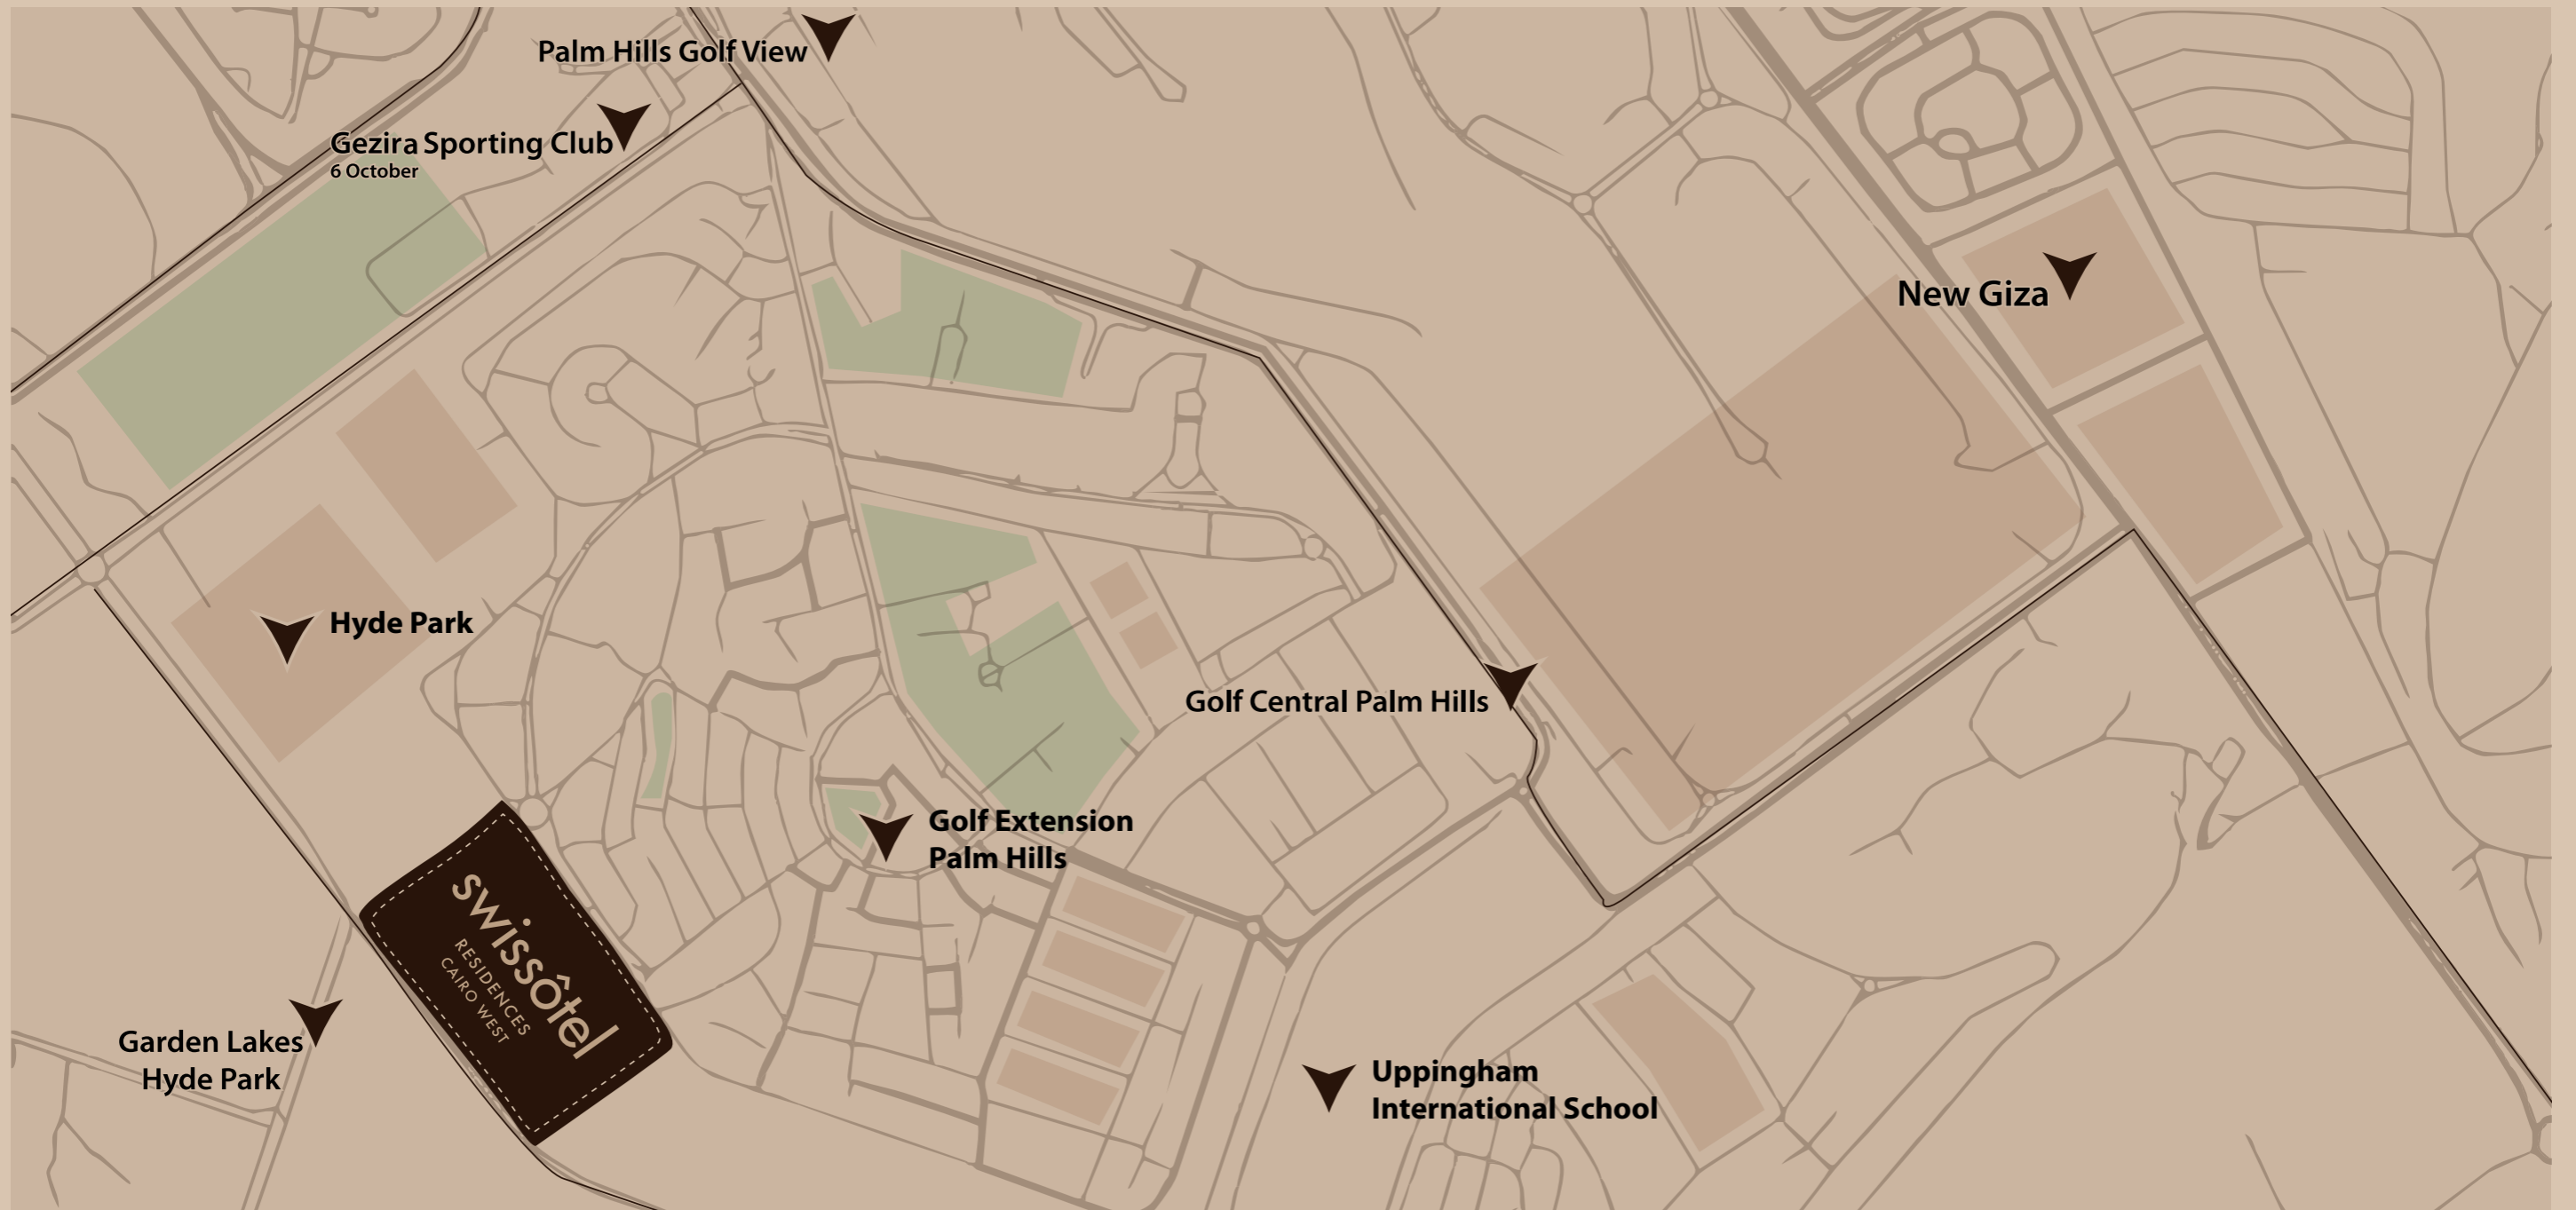 Palm Hills Golf View
Gezira Sporting Club
6 October
New Giza
Hyde Park
Golf Central Palm Hills
Golf Extension
Palm Hills
swissôtel
RESIDENCES
CAIRO WEST
Garden Lakes
Hyde Park
Uppingham
International School